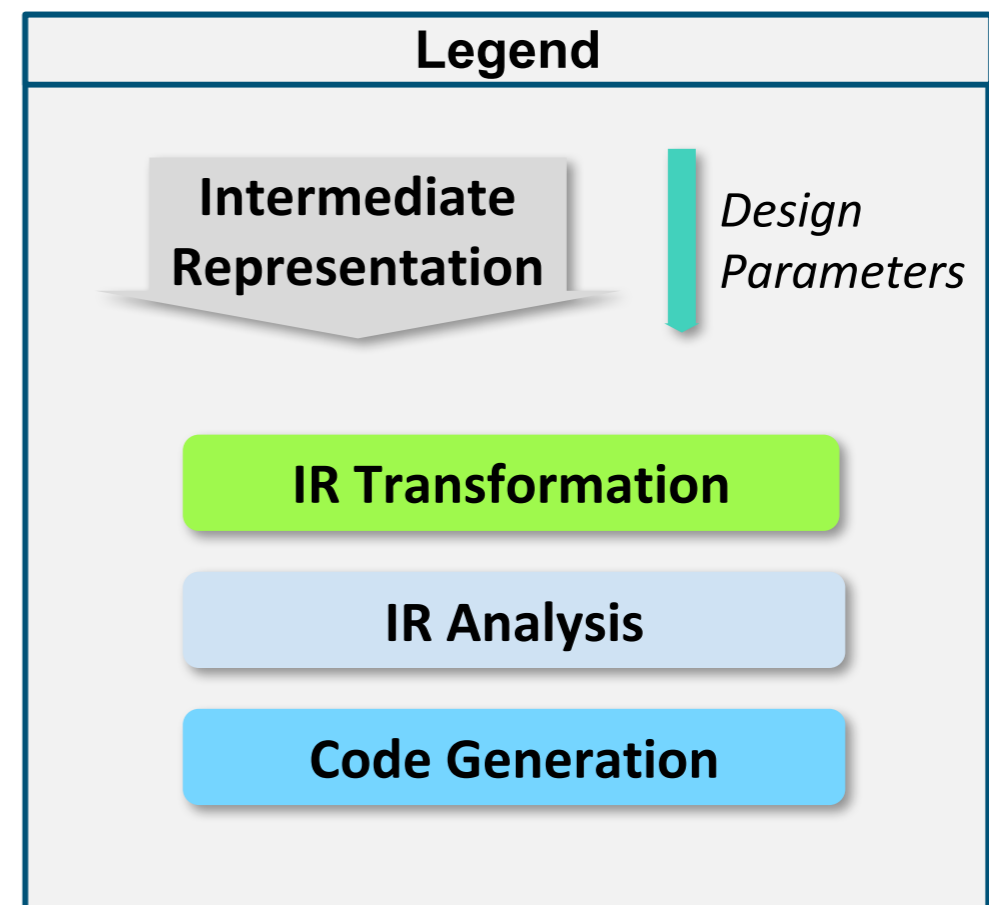 Legend
Intermediate
Representation
Design
Parameters
IR Transformation
IR Analysis
Code Generation